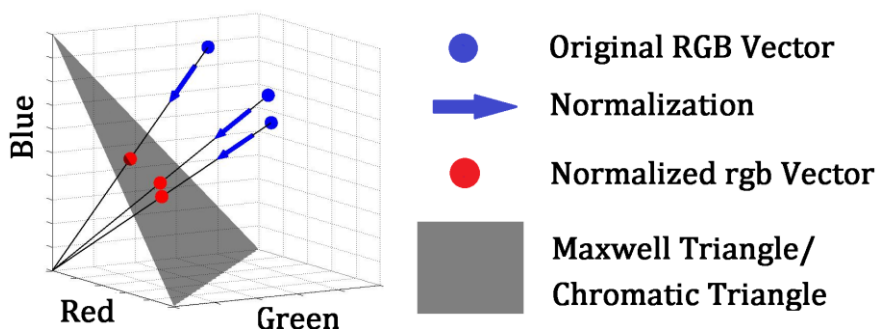 Blue
Red
Green
Original RGB Vector
Normalization
Normalized rgb Vector
Maxwell Triangle/
Chromatic Triangle